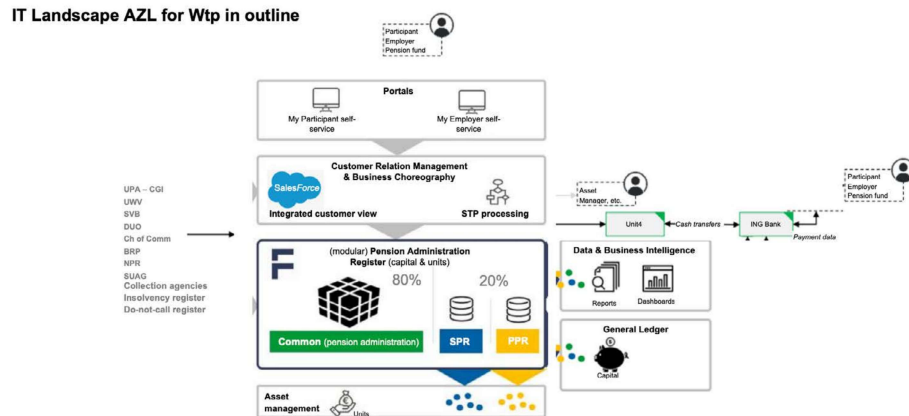 IT Landscape AZL for Wtp in outline
Participant
Employer
Pension fund
Portals
My Participant self-
service
My Employer self-
service
Customer Relation Management
& Business Choreography
SalesForce
Integrated customer view
STP processing
UPA – CGI
UWV
SVB
DUO
Ch of Comm
BRP
NPR
SUAG
Collection agencies
Insolvency register
Do-not-call register
Asset
Manager, etc.
Participant
Employer
Pension fund
Unit4
Cash transfers
ING Bank
Payment data
(modular) Pension Administration
Register (capital & units)
80%
20%
Common (pension administration)
SPR
PPR
Data & Business Intelligence
Reports
Dashboards
General Ledger
Capital
Asset
management
Units